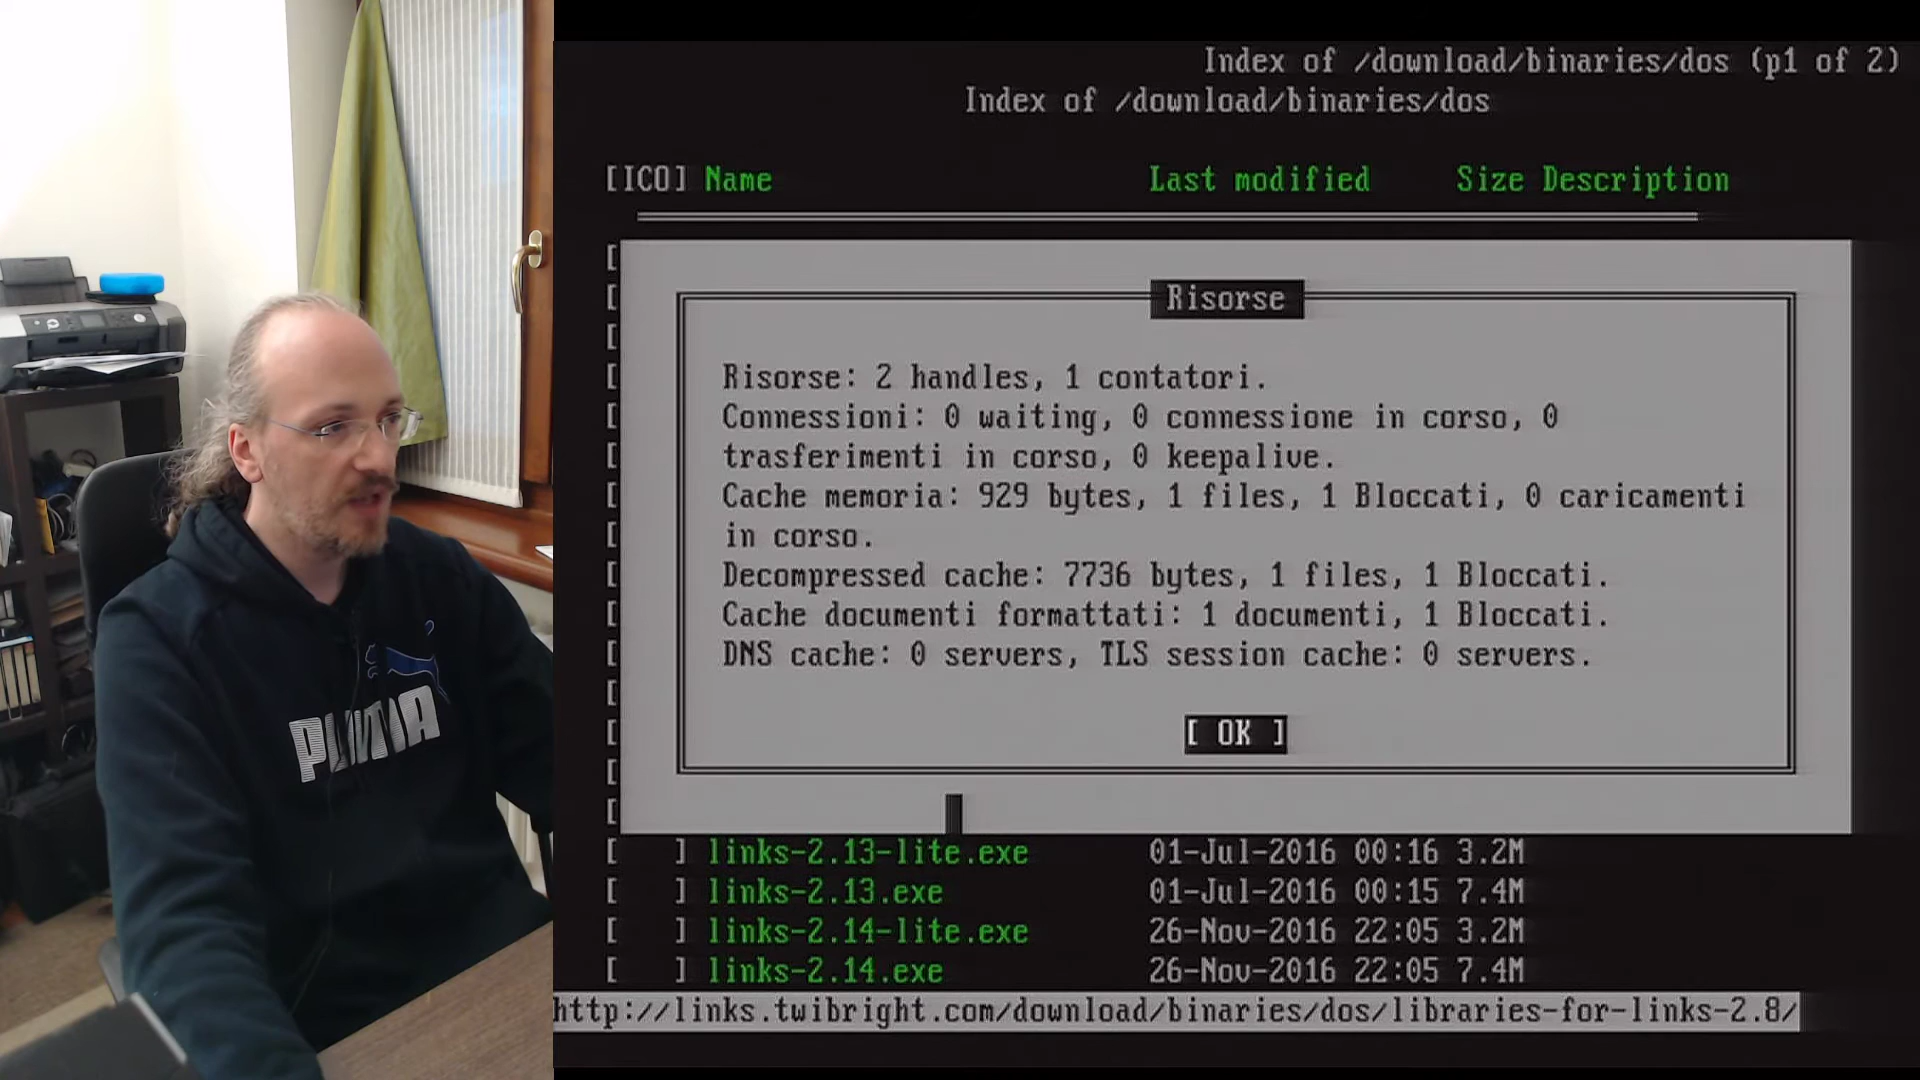 Index of /download/binaries/dos (p1 of 2)
Index of /download/binaries/dos
[ICO] Name Last modified Size Description
[
[ Risorse
[
[ Risorse: 2 handles, 1 contatori.
[ Connessioni: 0 waiting, 0 connessione in corso, 0
[ trasferimenti in corso, 0 keepalive.
[ Cache memoria: 929 bytes, 1 files, 1 Bloccati, 0 caricamenti
[ in corso.
[ Decompressed cache: 7736 bytes, 1 files, 1 Bloccati.
[ Cache documenti formattati: 1 documenti, 1 Bloccati.
[ DNS cache: 0 servers, TLS session cache: 0 servers.
[
[ [ OK ]
[
[
[ ] links-2.13-lite.exe 01-Jul-2016 00:16 3.2M
[ ] links-2.13.exe 01-Jul-2016 00:15 7.4M
[ ] links-2.14-lite.exe 26-Nov-2016 22:05 3.2M
[ ] links-2.14.exe 26-Nov-2016 22:05 7.4M
http://links.twibright.com/download/binaries/dos/libraries-for-links-2.8/